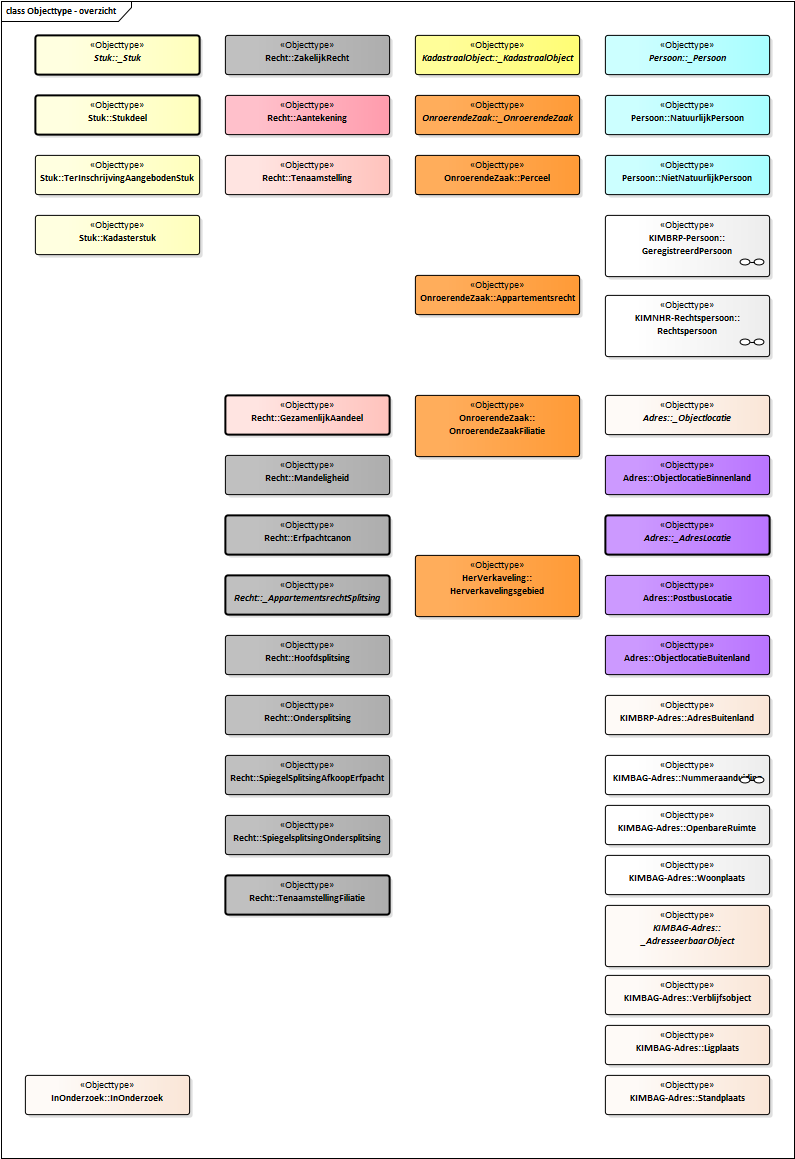 class Objecttype - overzicht
«Objecttype»
Stuk::_Stuk
«Objecttype»
Stuk::Stukdeel
«Objecttype»
Stuk::TerInschrijvingAangebodenStuk
«Objecttype»
Stuk::Kadasterstuk
«Objecttype»
InOnderzoek::InOnderzoek
«Objecttype»
Recht::ZakelijkRecht
«Objecttype»
Recht::Aantekening
«Objecttype»
Recht::Tenaamstelling
«Objecttype»
Recht::GezamenlijkAandeel
«Objecttype»
Recht::Mandeligheid
«Objecttype»
Recht::Erfpachtcanon
«Objecttype»
Recht::_AppartementsrechtSplitsing
«Objecttype»
Recht::Hoofdsplitsing
«Objecttype»
Recht::Ondersplitsing
«Objecttype»
Recht::SpiegelSplitsingAfkoopErfpacht
«Objecttype»
Recht::SpiegelsplitsingOndersplitsing
«Objecttype»
Recht::TenaamstellingFiliatie
«Objecttype»
KadastraalObject::_KadastraalObject
«Objecttype»
OnroerendeZaak::_OnroerendeZaak
«Objecttype»
OnroerendeZaak::Perceel
«Objecttype»
OnroerendeZaak::Appartementsrecht
«Objecttype»
OnroerendeZaak::
OnroerendeZaakFiliatie
«Objecttype»
HerVerkaveling::
Herverkavelingsgebied
«Objecttype»
Persoon::_Persoon
«Objecttype»
Persoon::NatuurlijkPersoon
«Objecttype»
Persoon::NietNatuurlijkPersoon
«Objecttype»
KIMBRP-Persoon::
GeregistreerdPersoon
«Objecttype»
KIMNHR-Rechtspersoon::
Rechtspersoon
«Objecttype»
Adres::_Objectlocatie
«Objecttype»
Adres::ObjectlocatieBinnenland
«Objecttype»
Adres::_AdresLocatie
«Objecttype»
Adres::PostbusLocatie
«Objecttype»
Adres::ObjectlocatieBuitenland
«Objecttype»
KIMBRP-Adres::AdresBuitenland
«Objecttype»
KIMBAG-Adres::Nummeraanduiding
«Objecttype»
KIMBAG-Adres::OpenbareRuimte
«Objecttype»
KIMBAG-Adres::Woonplaats
«Objecttype»
KIMBAG-Adres::
_AdresseerbaarObject
«Objecttype»
KIMBAG-Adres::Verblijfsobject
«Objecttype»
KIMBAG-Adres::Ligplaats
«Objecttype»
KIMBAG-Adres::Standplaats